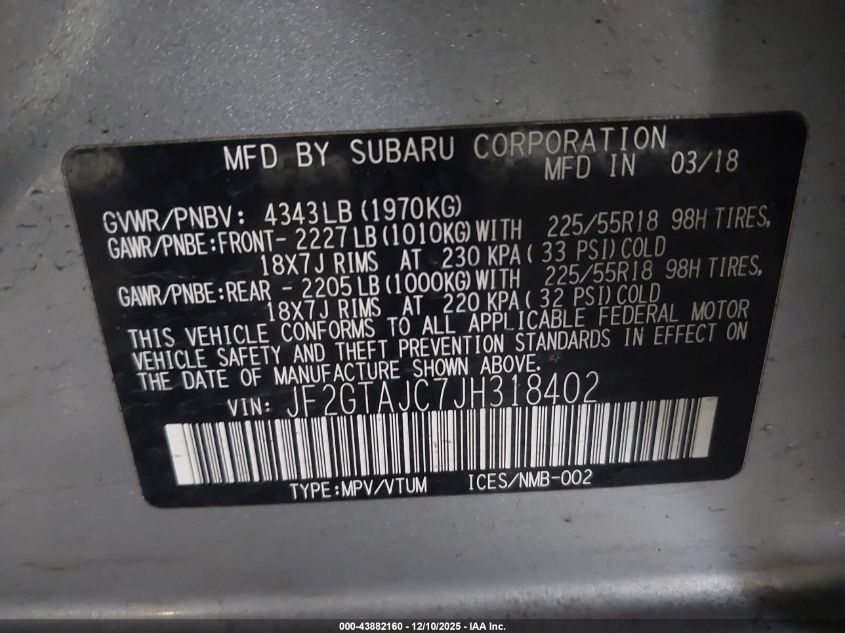 MFD BY SUBARU CORPORATION
MFD IN 03/18
GVWR/PNBV: 4343LB (1970KG)
GAWR/PNBE:FRONT- 2227LB (1010KG) WITH 225/55R18 98H TIRES,
18X7J RIMS AT 230 KPA( 33 PSI) COLD
GAWR/PNBE:REAR - 2205LB (1000KG) WITH 225/55R18 98H TIRES,
18X7J RIMS AT 220 KPA( 32 PSI) COLD
THIS VEHICLE CONFORMS TO ALL APPLICABLE FEDERAL MOTOR
VEHICLE SAFETY AND THEFT PREVENTION STANDARDS IN EFFECT ON
THE DATE OF MANUFACTURE SHOWN ABOVE.
VIN: JF2GTAJC7JH318402
TYPE:MPV/VTUM ICES/NMB-002
000-43882160 - 12/10/2025 - IAA Inc.